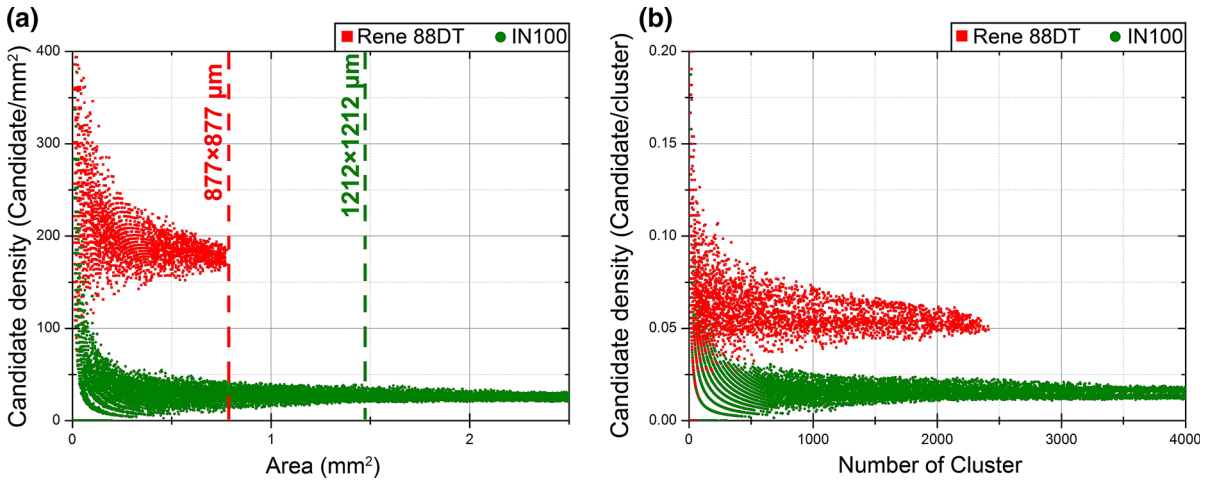 (a)
Rene 88DT IN100
Candidate density (Candidate/mm²)
400
300
200
100
0
877×877 μm
1212×1212 μm
0 1 2
Area (mm²)
(b)
Rene 88DT IN100
Candidate density (Candidate/cluster)
0.20
0.15
0.10
0.05
0.00
0 1000 2000 3000 4000
Number of Cluster